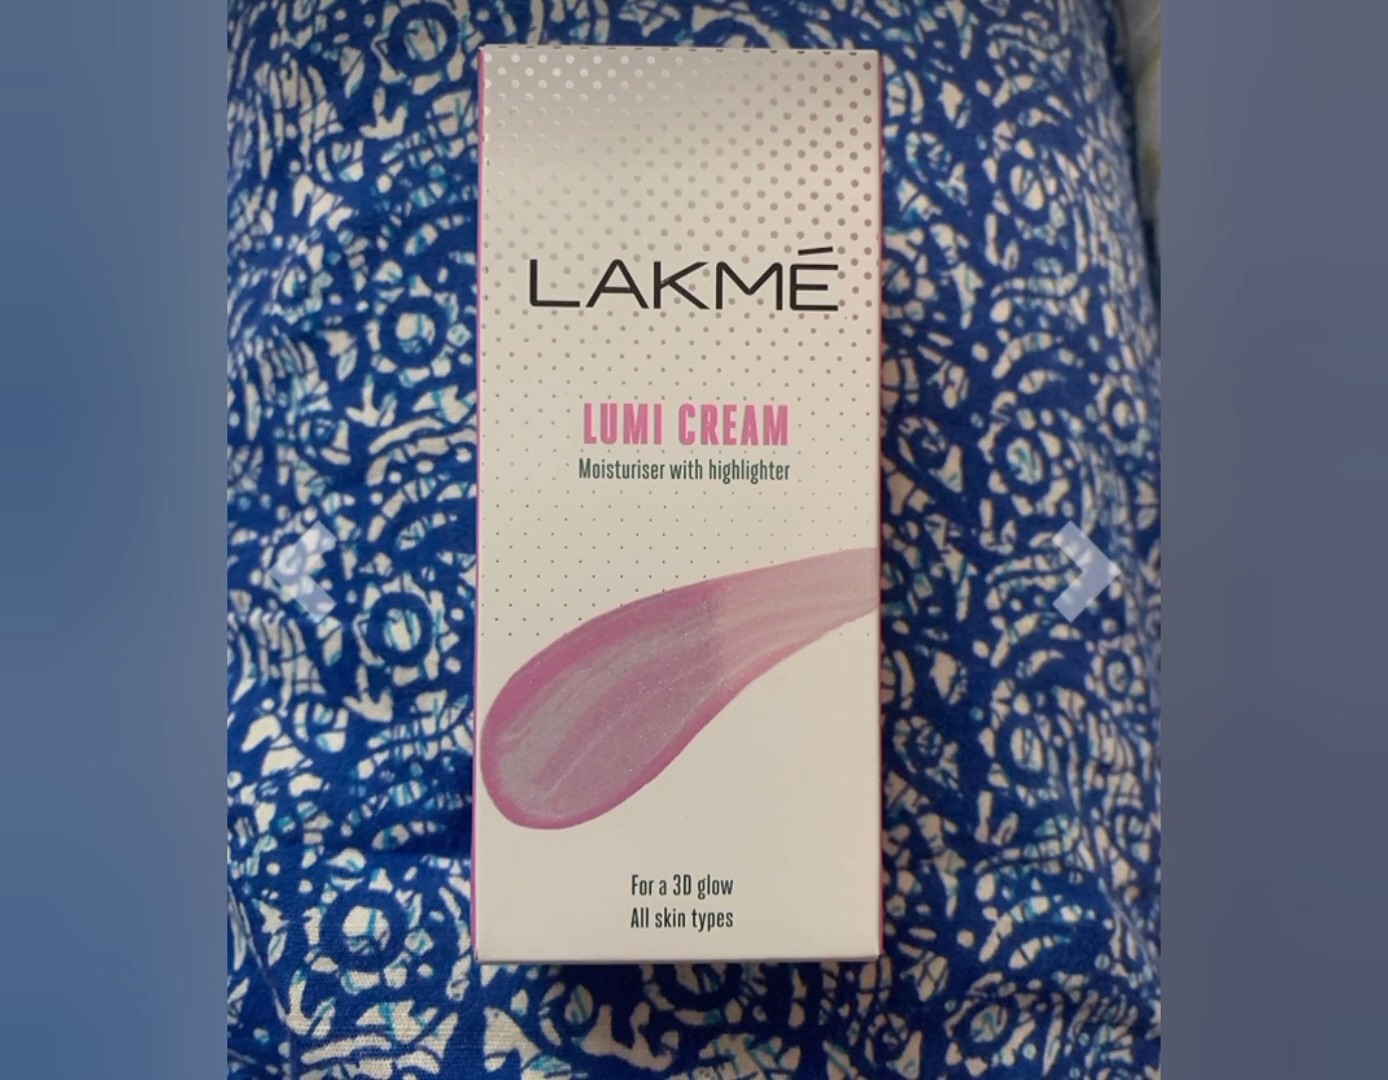 LAKMÉ
LUMI CREAM
Moisturiser with highlighter
For a 3D glow
All skin types